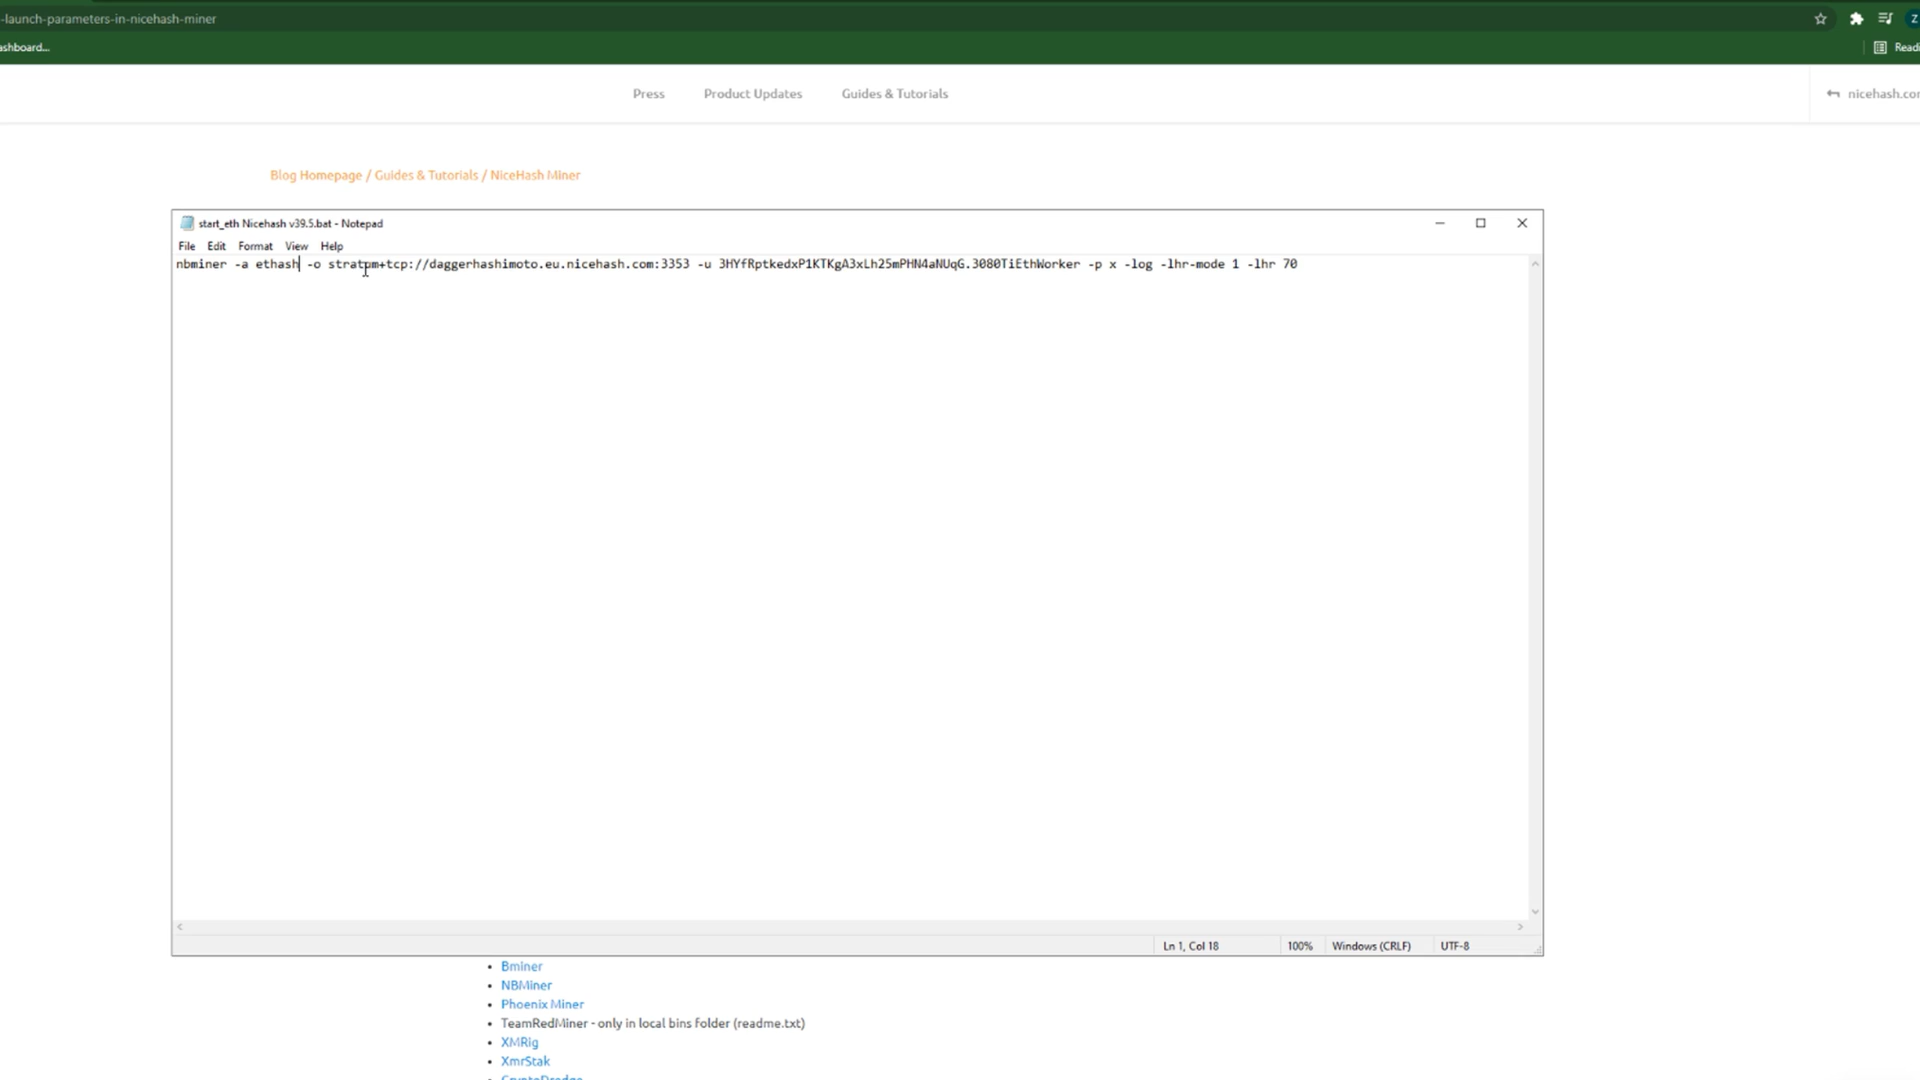 -launch-parameters-in-nicehash-miner
ashboard...
Readi
Press Product Updates Guides & Tutorials
nicehash.com
Blog Homepage / Guides & Tutorials / NiceHash Miner
start_eth Nicehash v39.5.bat - Notepad
File Edit Format View Help
nbminer -a ethash -o stratum+tcp://daggerhashimoto.eu.nicehash.com:3353 -u 3HYfRptkedxP1KTKgA3xLh25mPHN4aNUqG.3080TiEthWorker -p x -log -lhr-mode 1 -lhr 70
Ln 1, Col 18 100% Windows (CRLF) UTF-8
• Bminer
• NBMiner
• Phoenix Miner
• TeamRedMiner - only in local bins folder (readme.txt)
• XMRig
• XmrStak
• CryptoDredge